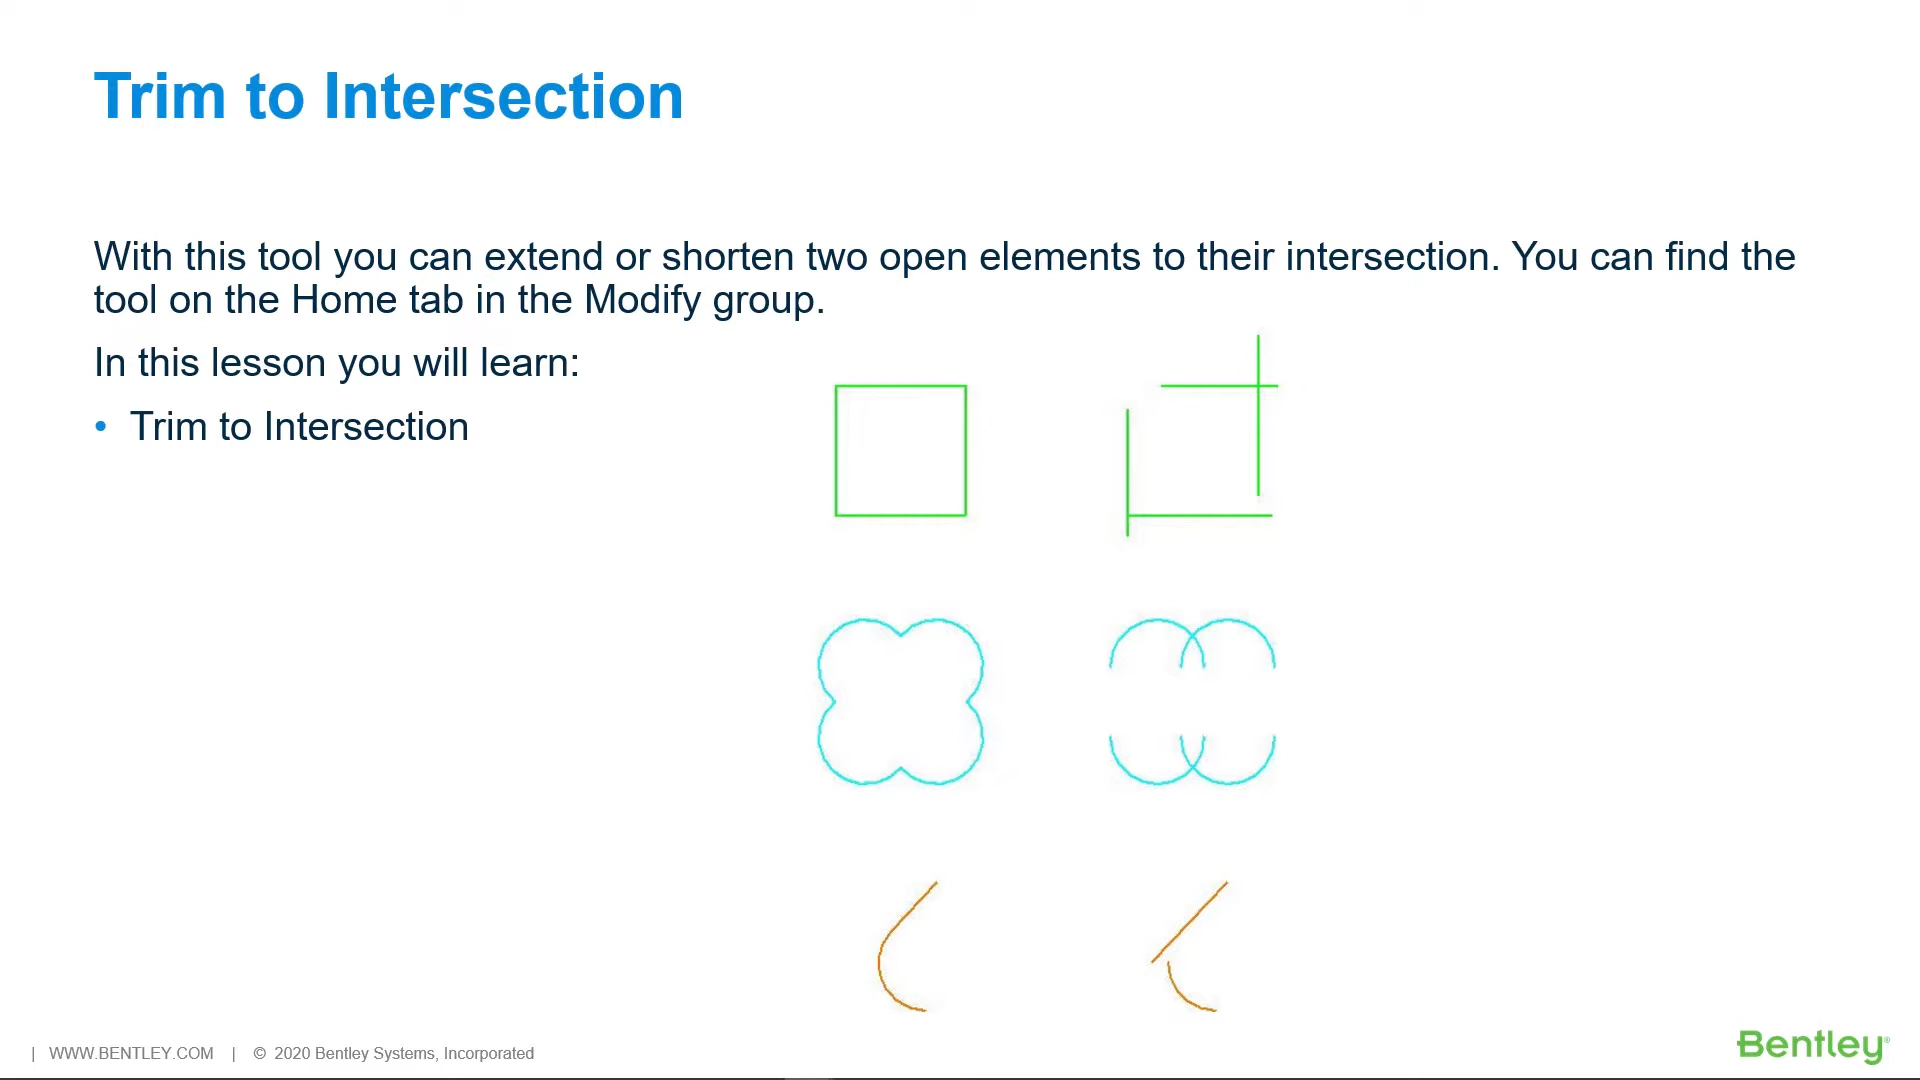 Trim to Intersection
With this tool you can extend or shorten two open elements to their intersection. You can find the
tool on the Home tab in the Modify group.
In this lesson you will learn:
• Trim to Intersection
| WWW.BENTLEY.COM | © 2020 Bentley Systems, Incorporated
Bentley®